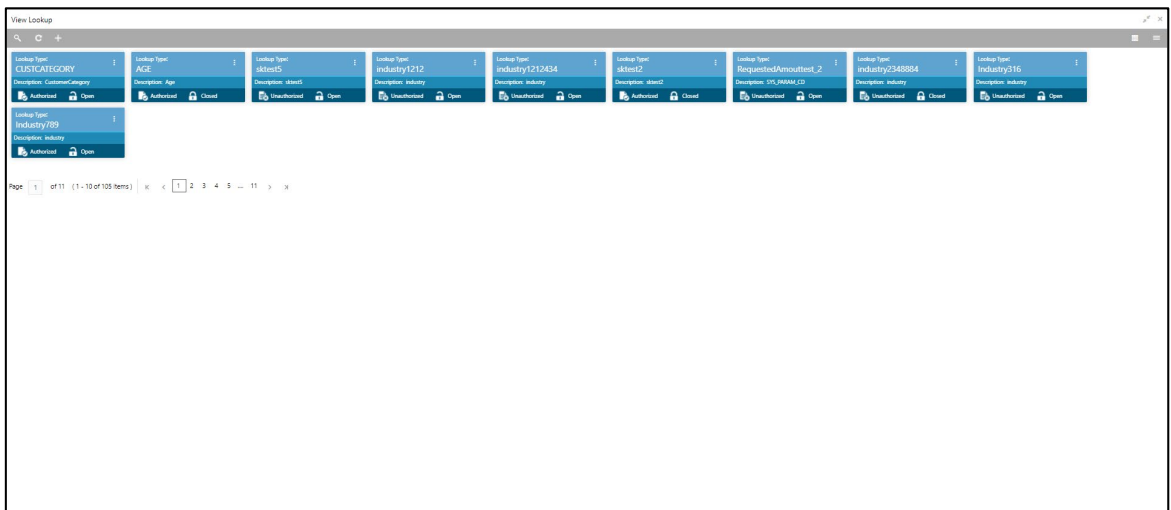 View Lookup
Lookup Type:
CUSTCATEGORY
Description: CustomerCategory
Authorized Open
Lookup Type:
AGE
Description: Age
Authorized Closed
Lookup Type:
sktest5
Description: sktest5
Unauthorized Open
Lookup Type:
industry1212
Description: industry
Unauthorized Open
Lookup Type:
industry1212434
Description: industry
Unauthorized Open
Lookup Type:
sktest2
Description: sktest2
Authorized Closed
Lookup Type:
RequestedAmouttest_2
Description: SYS_PARAM_CD
Unauthorized Open
Lookup Type:
industry2348884
Description: industry
Unauthorized Closed
Lookup Type:
Industry316
Description: industry
Unauthorized Open
Lookup Type:
Industry789
Description: industry
Authorized Open
Page 1 of 11 (1 - 10 of 105 items) 1 2 3 4 5 ... 11